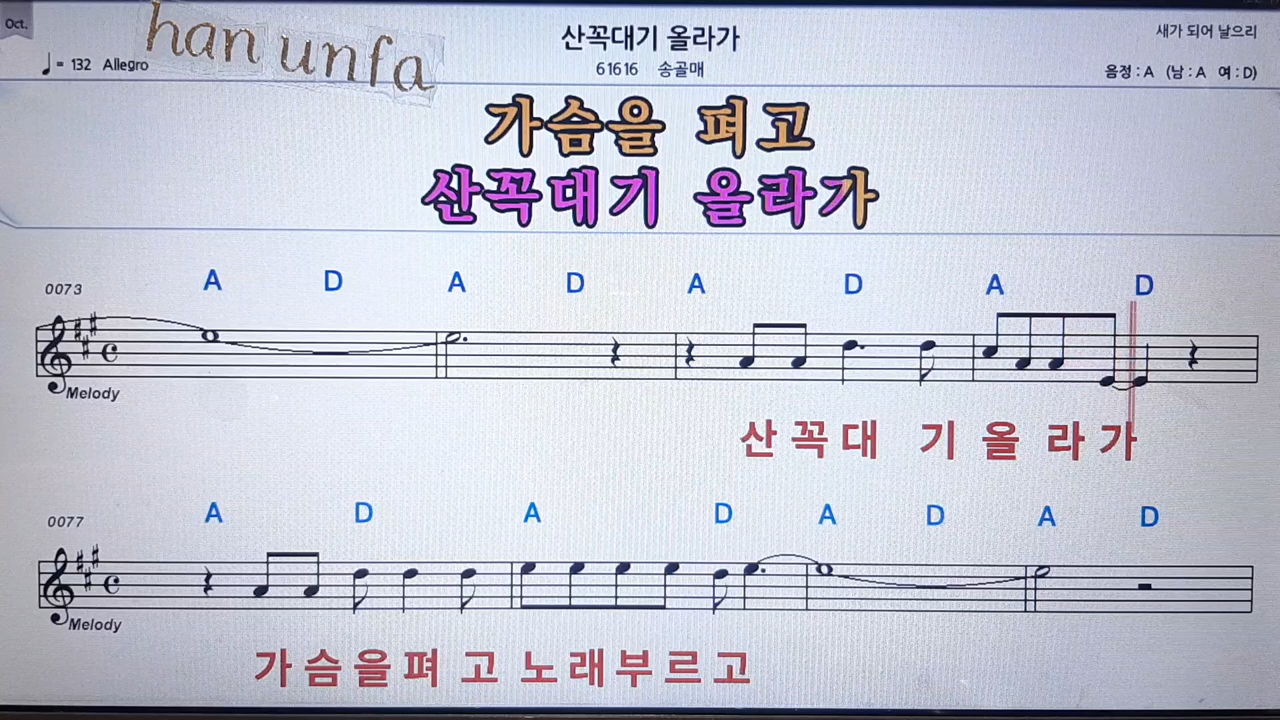 Oct.
han unfa
산꼭대기 올라가
새가 되어 날으리
♩= 132 Allegro
61616 송골매
음정 : A (남 : A 여 : D)
가슴을 펴고
산꼭대기 올라가
0073 A D A D A D A D
Melody
산 꼭 대 기 올 라 가
0077 A D A D A D A D
Melody
가 슴 을 펴 고 노 래 부 르 고